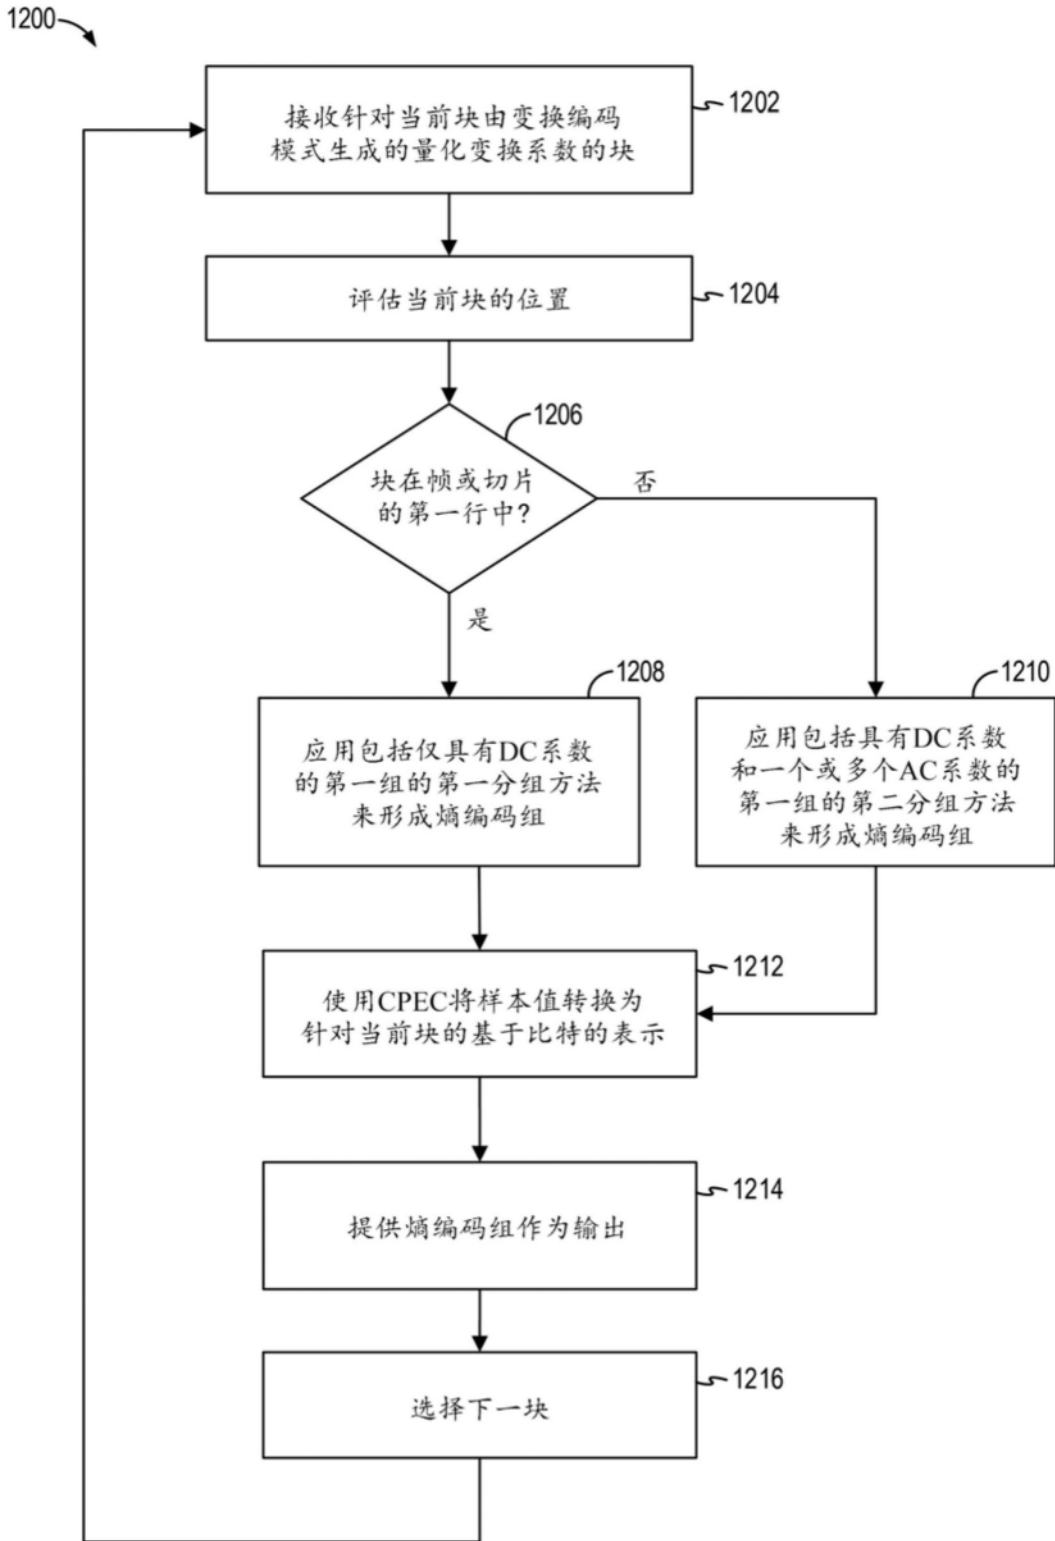 1200
接收针对当前块由变换编码
模式生成的量化变换系数的块
1202
评估当前块的位置
1204
1206
块在帧或切片
的第一行中?
否
是
1208
应用包括仅具有DC系数
的第一组的第一分组方法
来形成熵编码组
1210
应用包括具有DC系数
和一个或多个AC系数的
第一组的第二分组方法
来形成熵编码组
1212
使用CPEC将样本值转换为
针对当前块的基于比特的表示
1214
提供熵编码组作为输出
1216
选择下一块